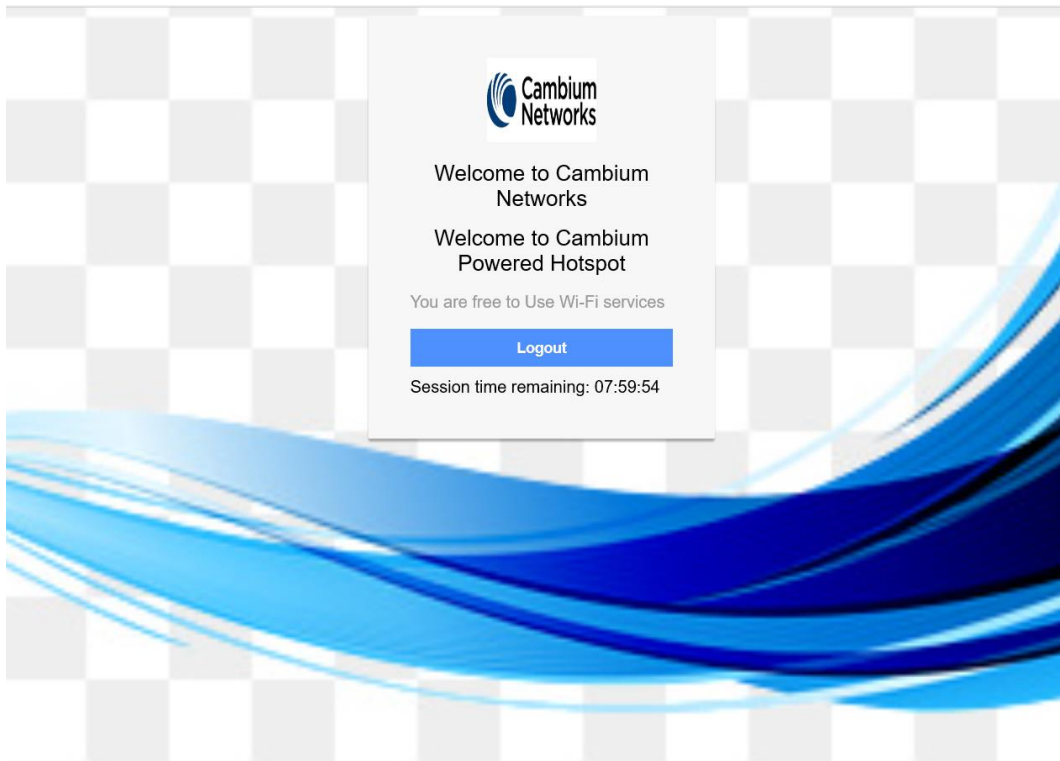 Cambium
Networks
Welcome to Cambium
Networks
Welcome to Cambium
Powered Hotspot
You are free to Use Wi-Fi services
Logout
Session time remaining: 07:59:54